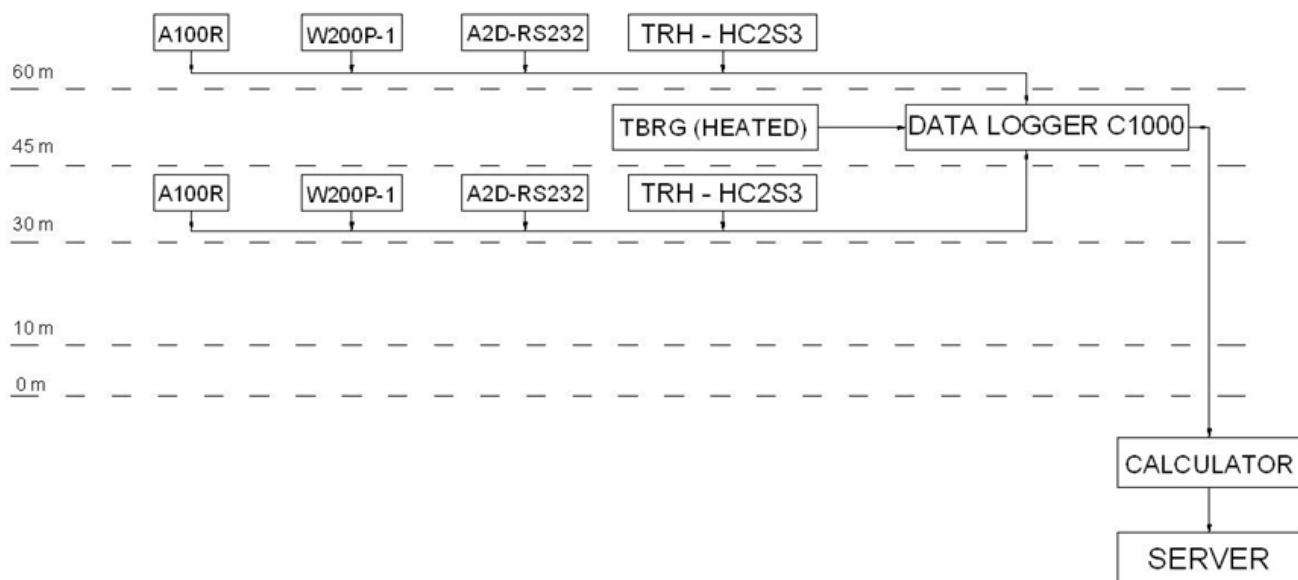 A100R W200P-1 A2D-RS232 TRH - HC2S3
60 m
TBRG (HEATED) DATA LOGGER C1000
45 m
A100R W200P-1 A2D-RS232 TRH - HC2S3
30 m
10 m
0 m
CALCULATOR
SERVER